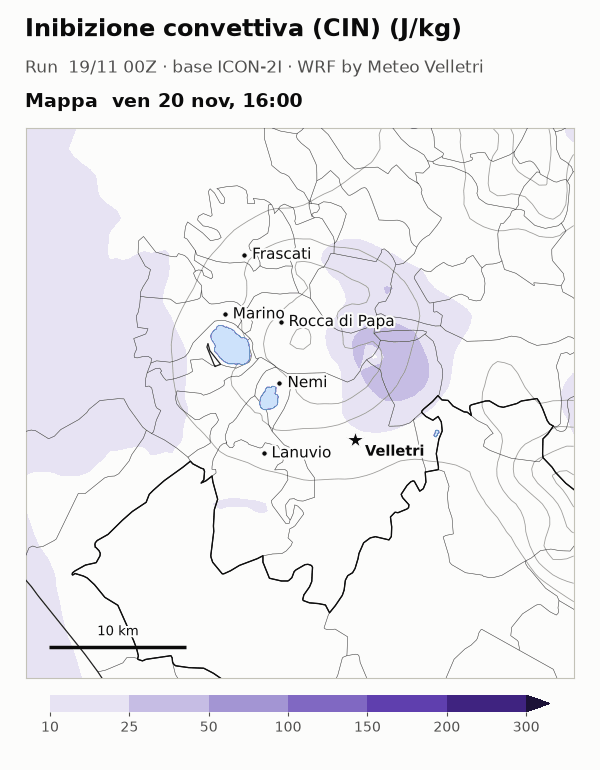 Inibizione convettiva (CIN) (J/kg)
Run  19/11 00Z · base ICON-2I · WRF by Meteo Velletri
Mappa  ven 20 nov, 16:00
Frascati
Marino
Rocca di Papa
Nemi
Velletri
Lanuvio
10 km
10 25 50 100 150 200 300